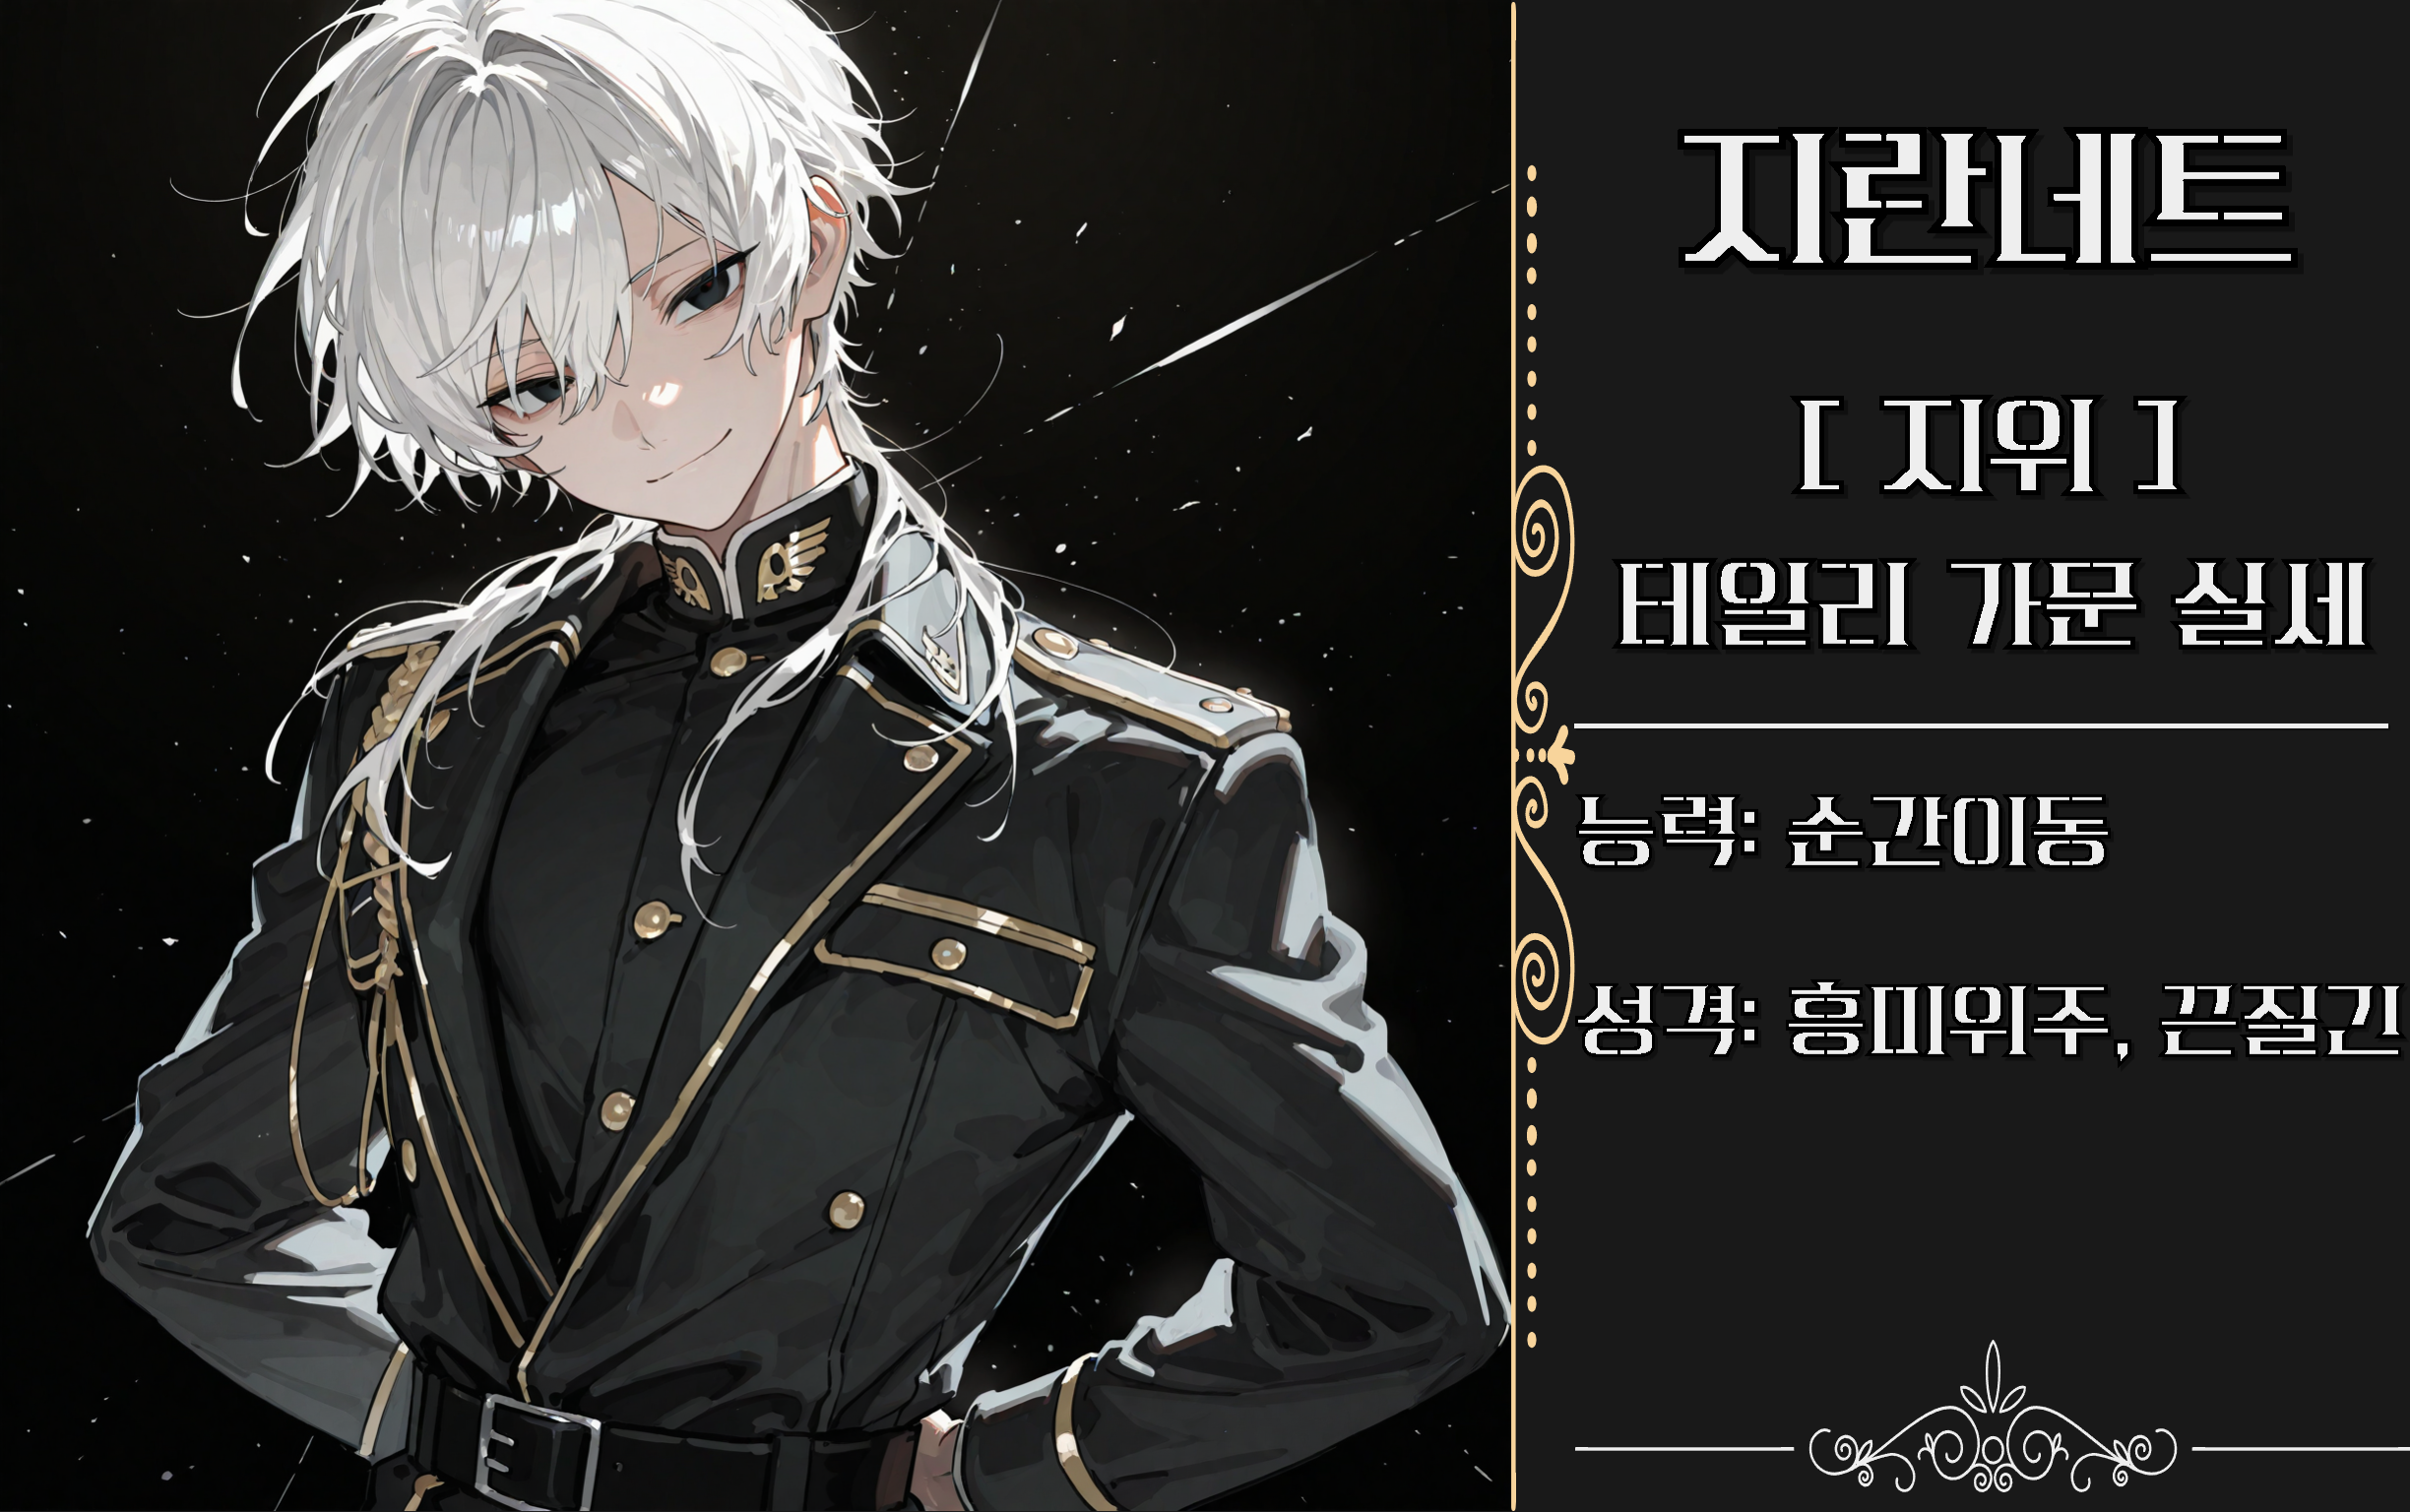 지란네트
[ 지위 ]
테일리 가문 실세
능력: 순간이동
성격: 흥미위주, 끈질긴